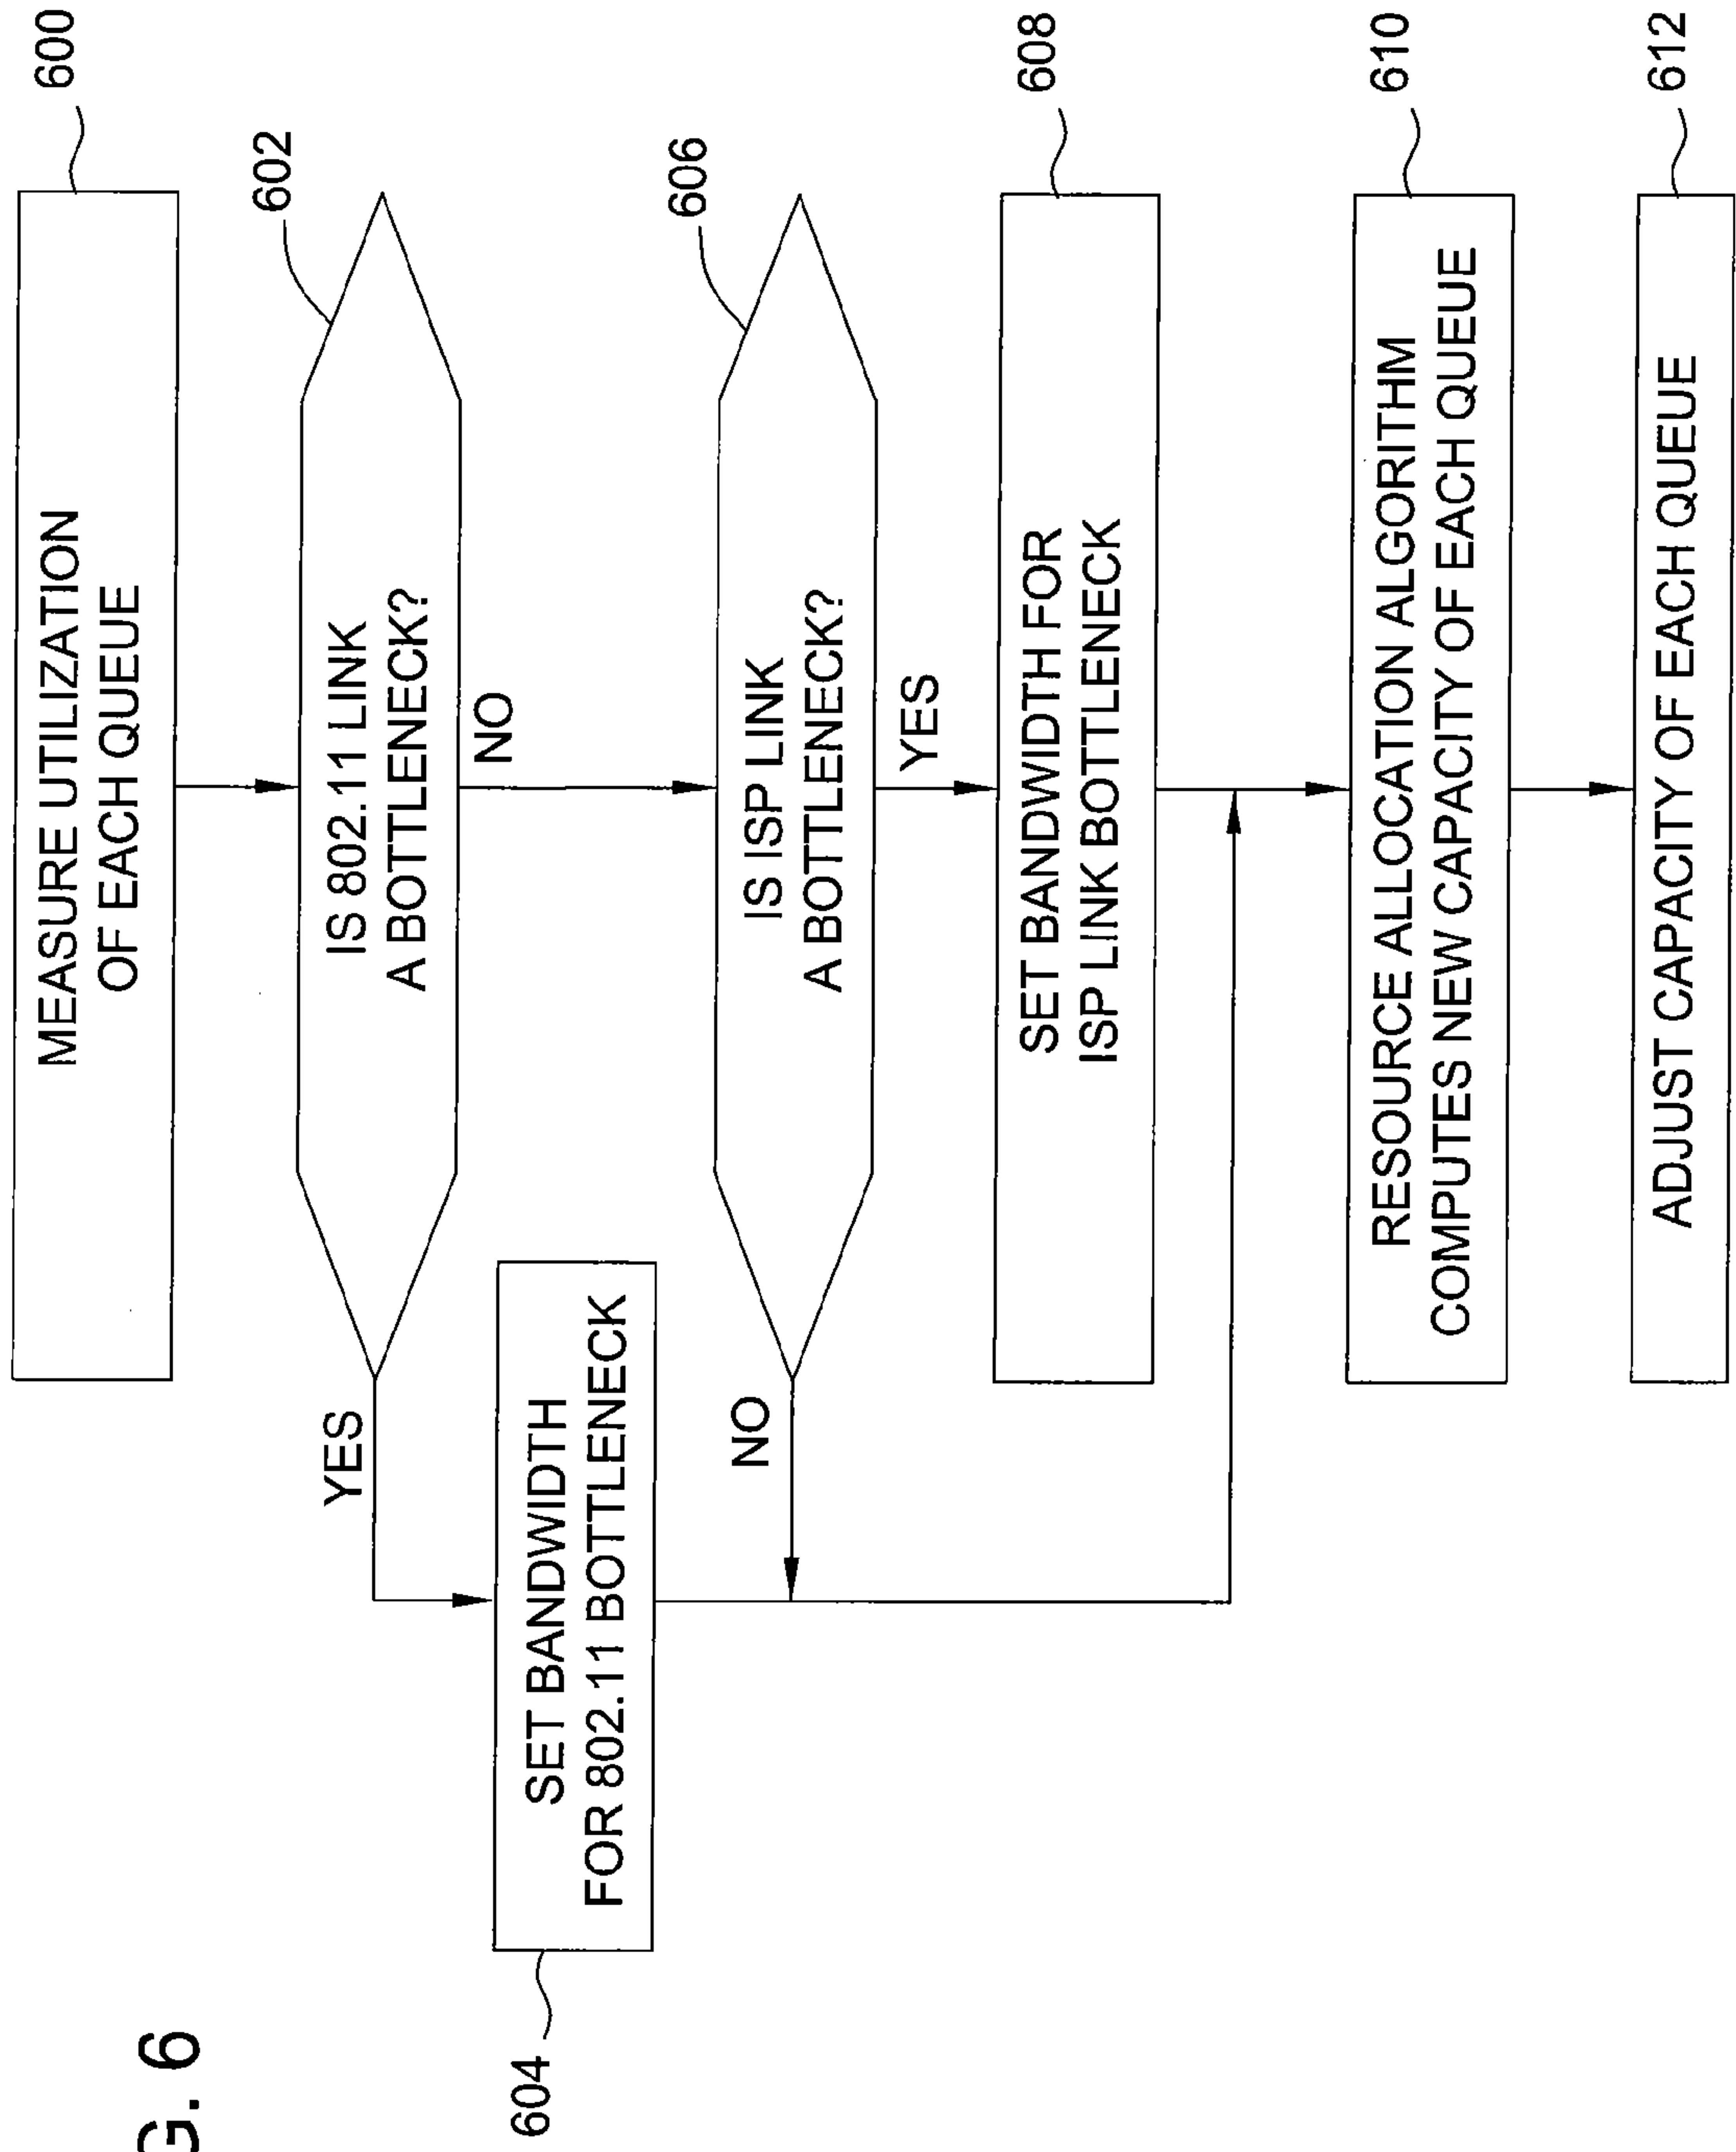 G. 6
MEASURE UTILIZATION
OF EACH QUEUE
600
IS 802.11 LINK
A BOTTLENECK?
602
YES
NO
SET BANDWIDTH
FOR 802.11 BOTTLENECK
604
IS ISP LINK
A BOTTLENECK?
606
NO
YES
SET BANDWIDTH FOR
ISP LINK BOTTLENECK
608
RESOURCE ALLOCATION ALGORITHM
COMPUTES NEW CAPACITY OF EACH QUEUE
610
ADJUST CAPACITY OF EACH QUEUE
612